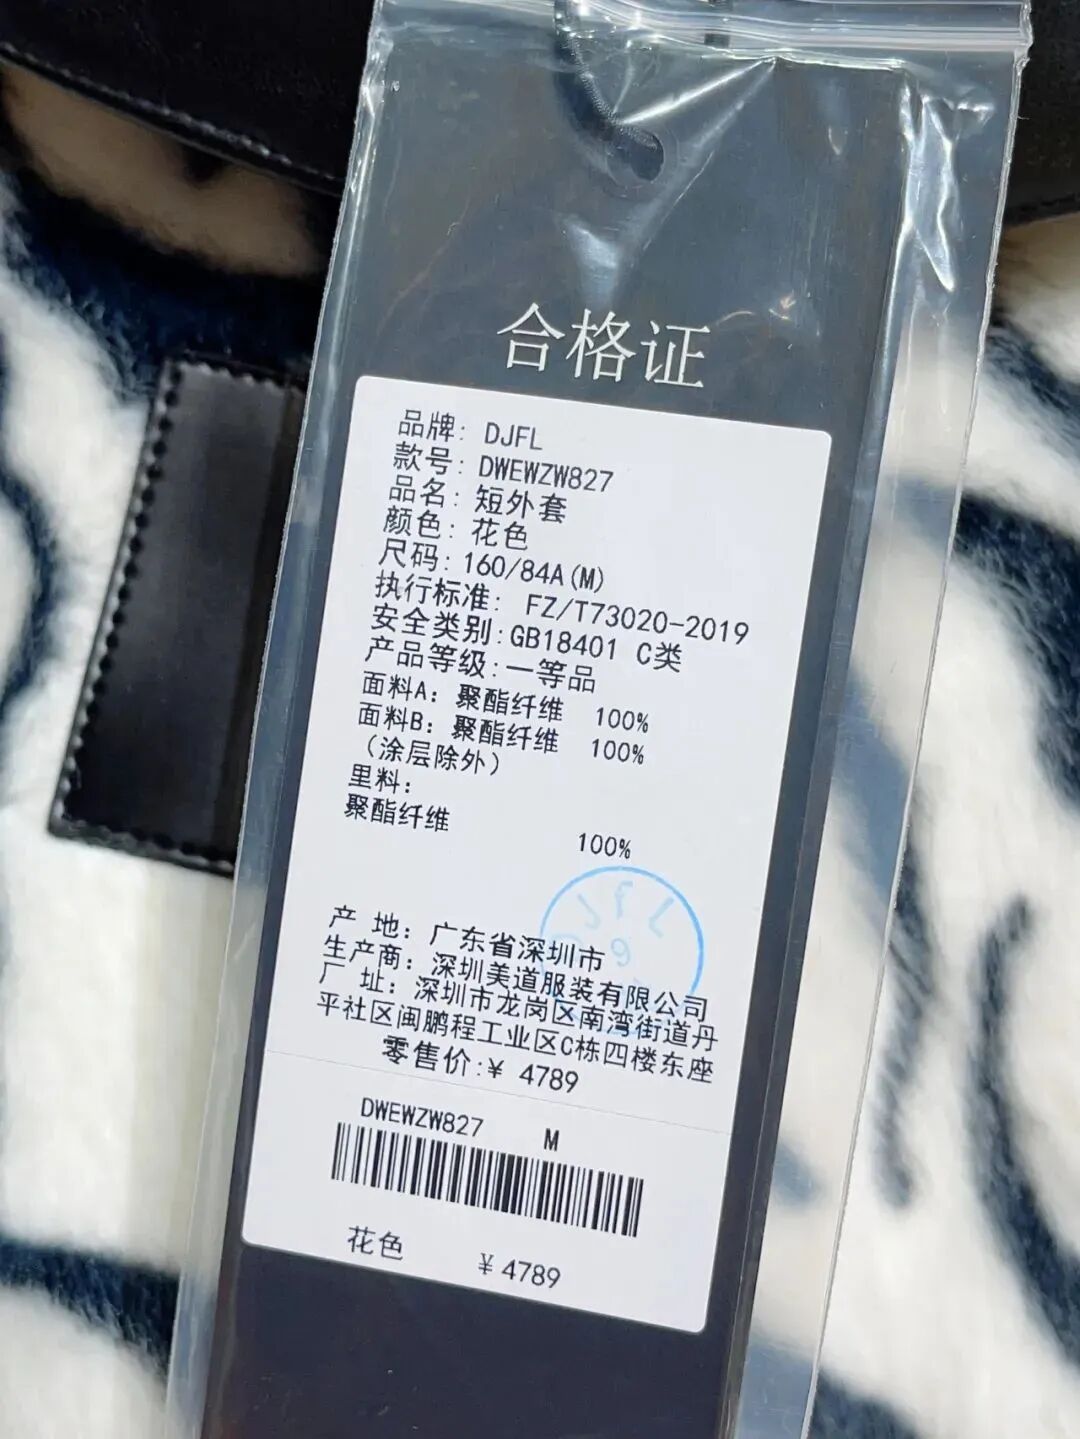 合格证
品牌: DJFL
款号: DWEWZW827
品名: 短外套
颜色: 花色
尺码: 160/84A(M)
执行标准: FZ/T73020-2019
安全类别:GB18401 C类
产品等级:一等品
面料A: 聚酯纤维 100%
面料B: 聚酯纤维 100%
(涂层除外)
里料:
聚酯纤维
100%
产 地: 广东省深圳市
生产商: 深圳美道服装有限公司
厂 址: 深圳市龙岗区南湾街道丹
平社区闽鹏程工业区C栋四楼东座
零售价:¥ 4789
DWEWZW827 M
花色 ¥4789